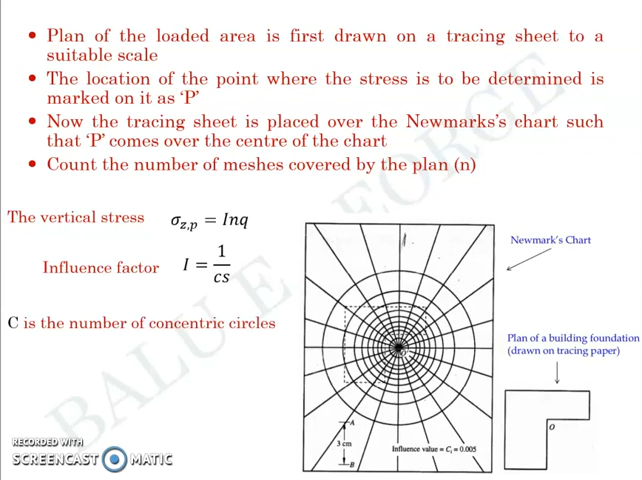 • Plan of the loaded area is first drawn on a tracing sheet to a
suitable scale
• The location of the point where the stress is to be determined is
marked on it as ‘P’
• Now the tracing sheet is placed over the Newmarks’s chart such
that ‘P’ comes over the centre of the chart
• Count the number of meshes covered by the plan (n)
The vertical stress σz,p = Inq
Influence factor I = 1/cs
C is the number of concentric circles
Newmark’s Chart
Plan of a building foundation
(drawn on tracing paper)
O
A
3 cm
B
Influence value = Ci = 0.005
BALU E GEORGE
RECORDED WITH
SCREENCAST MATIC